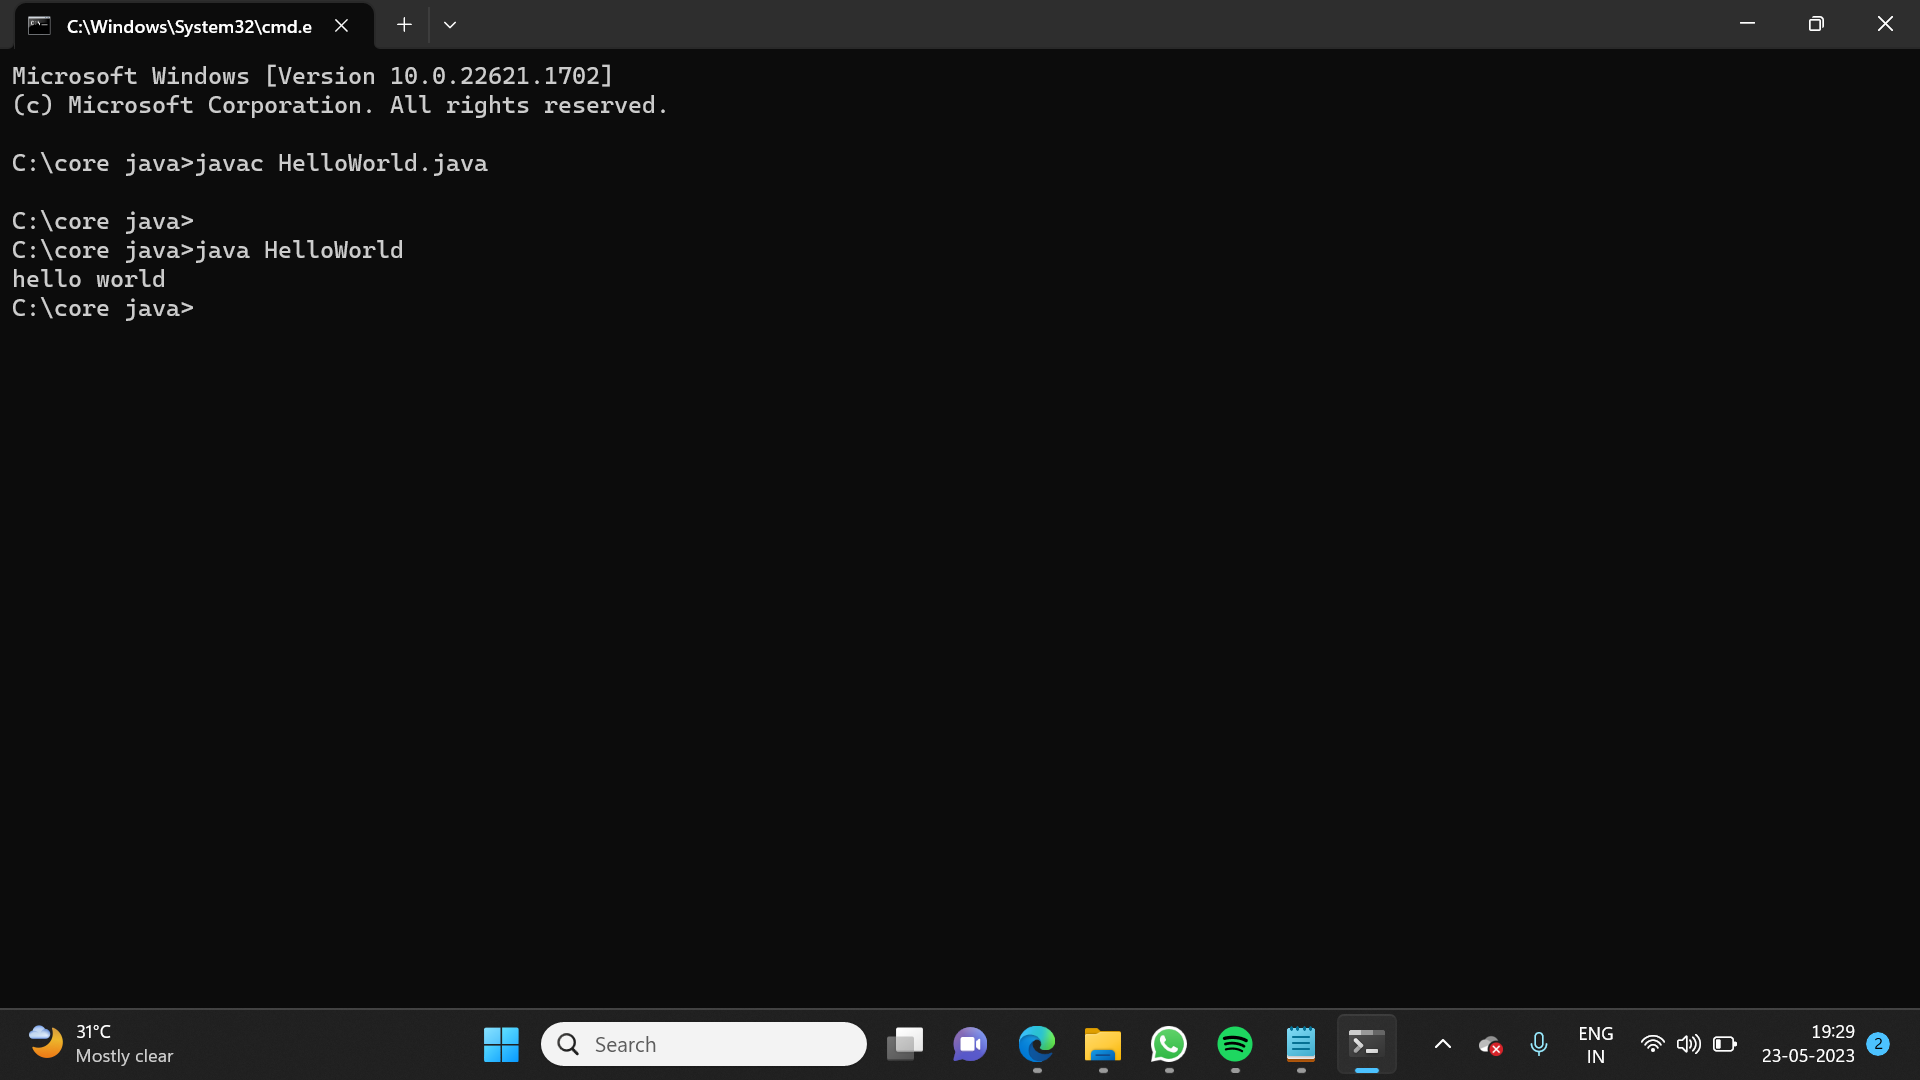 C:\Windows\System32\cmd.e
Microsoft Windows [Version 10.0.22621.1702]
(c) Microsoft Corporation. All rights reserved.
C:\core java>javac HelloWorld.java
C:\core java>
C:\core java>java HelloWorld
hello world
C:\core java>
31°C
Mostly clear
Search
ENG
IN
19:29
23-05-2023
2